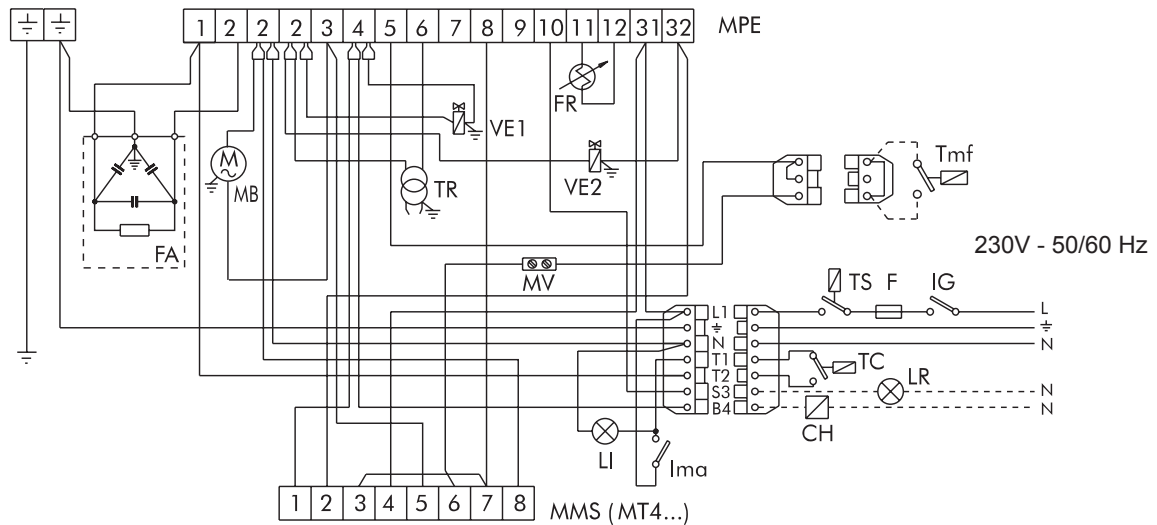 1 2 2 2 3 4 5 6 7 8 9 10 11 12 31 32 MPE
FR
VE1
VE2
Tmf
M
MB
TR
FA
230V - 50/60 Hz
MV
TS F IG
L1 L
N N
T1
TC
T2
LR
S3 N
B4 N
CH
LI
Ima
1 2 3 4 5 6 7 8 MMS (MT4...)